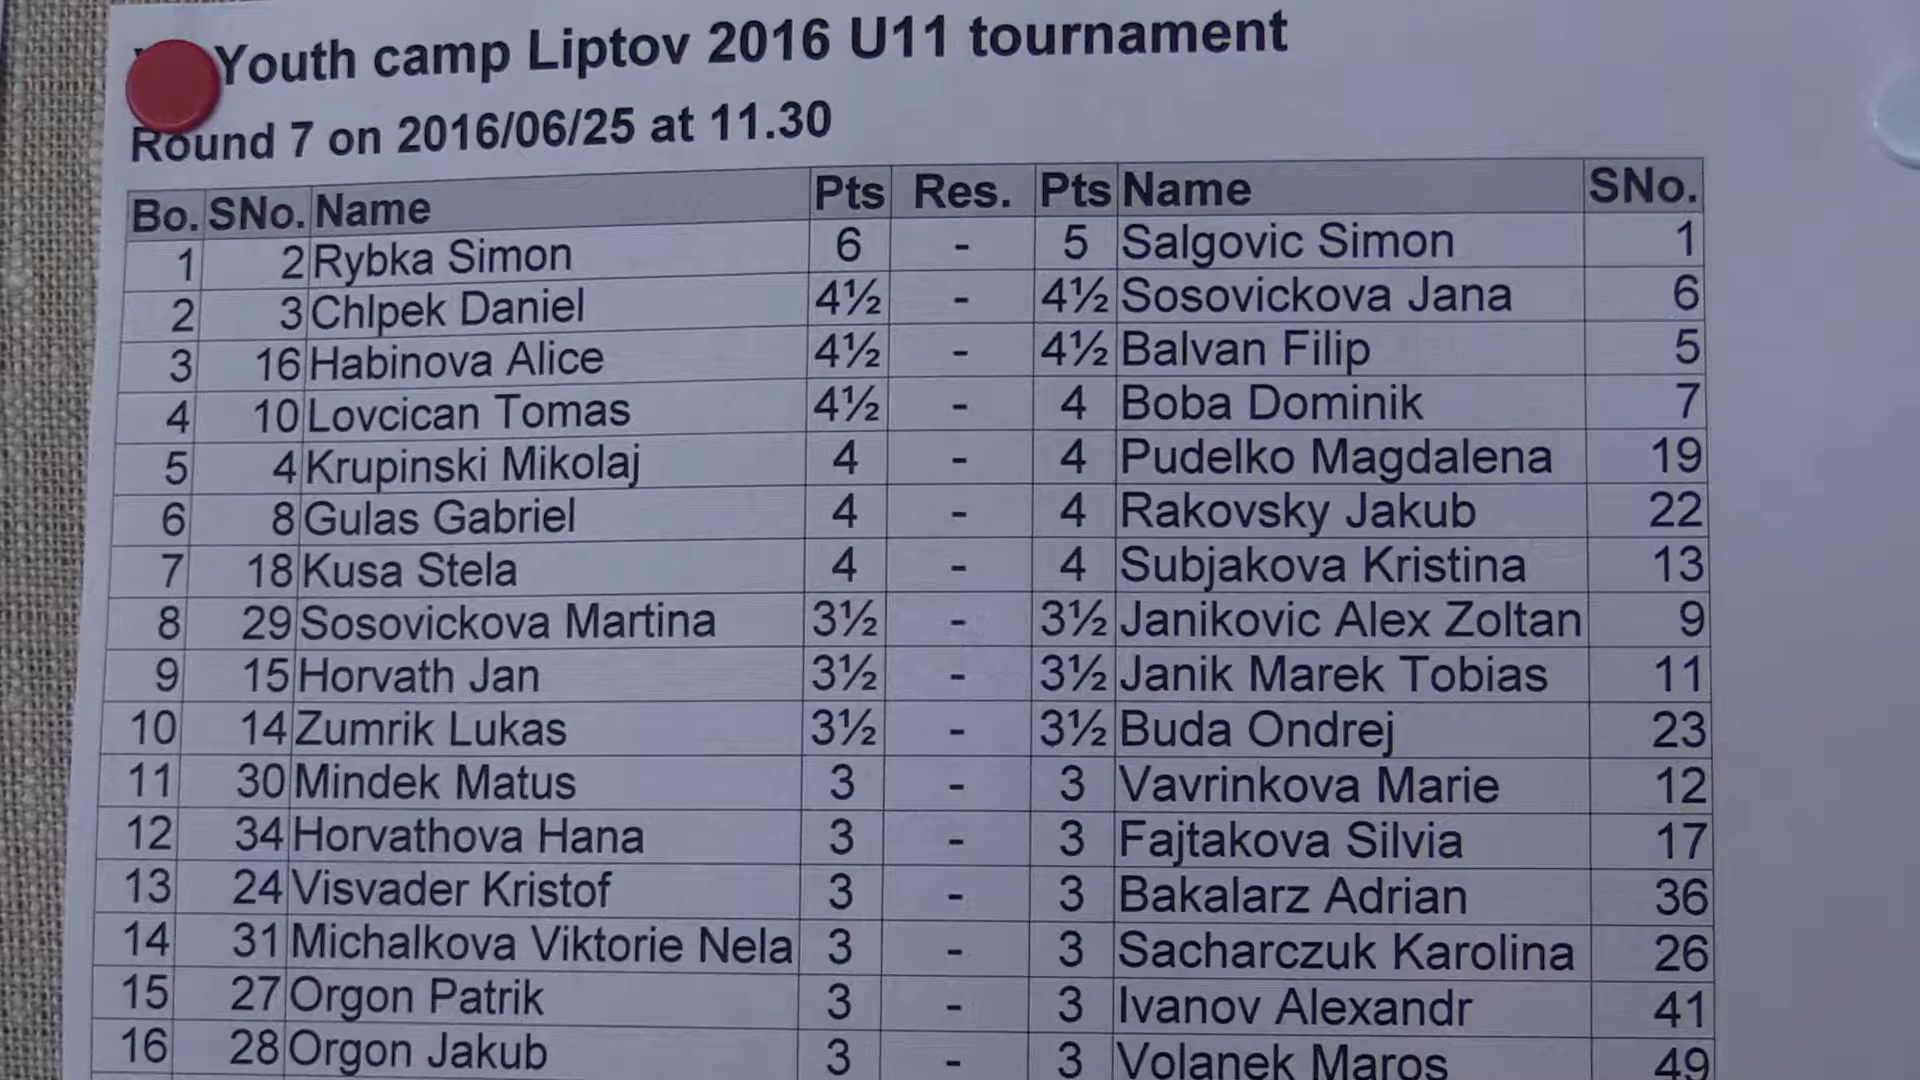 Youth camp Liptov 2016 U11 tournament
Round 7 on 2016/06/25 at 11.30
Bo. SNo. Name Pts Res. Pts Name SNo.
1 2 Rybka Simon 6 - 5 Salgovic Simon 1
2 3 Chlpek Daniel 4½ - 4½ Sosovickova Jana 6
3 16 Habinova Alice 4½ - 4½ Balvan Filip 5
4 10 Lovcican Tomas 4½ - 4 Boba Dominik 7
5 4 Krupinski Mikolaj 4 - 4 Pudelko Magdalena 19
6 8 Gulas Gabriel 4 - 4 Rakovsky Jakub 22
7 18 Kusa Stela 4 - 4 Subjakova Kristina 13
8 29 Sosovickova Martina 3½ - 3½ Janikovic Alex Zoltan 9
9 15 Horvath Jan 3½ - 3½ Janik Marek Tobias 11
10 14 Zumrik Lukas 3½ - 3½ Buda Ondrej 23
11 30 Mindek Matus 3 - 3 Vavrinkova Marie 12
12 34 Horvathova Hana 3 - 3 Fajtakova Silvia 17
13 24 Visvader Kristof 3 - 3 Bakalarz Adrian 36
14 31 Michalkova Viktorie Nela 3 - 3 Sacharczuk Karolina 26
15 27 Orgon Patrik 3 - 3 Ivanov Alexandr 41
16 28 Orgon Jakub 3 - 3 Volanek Maros 49